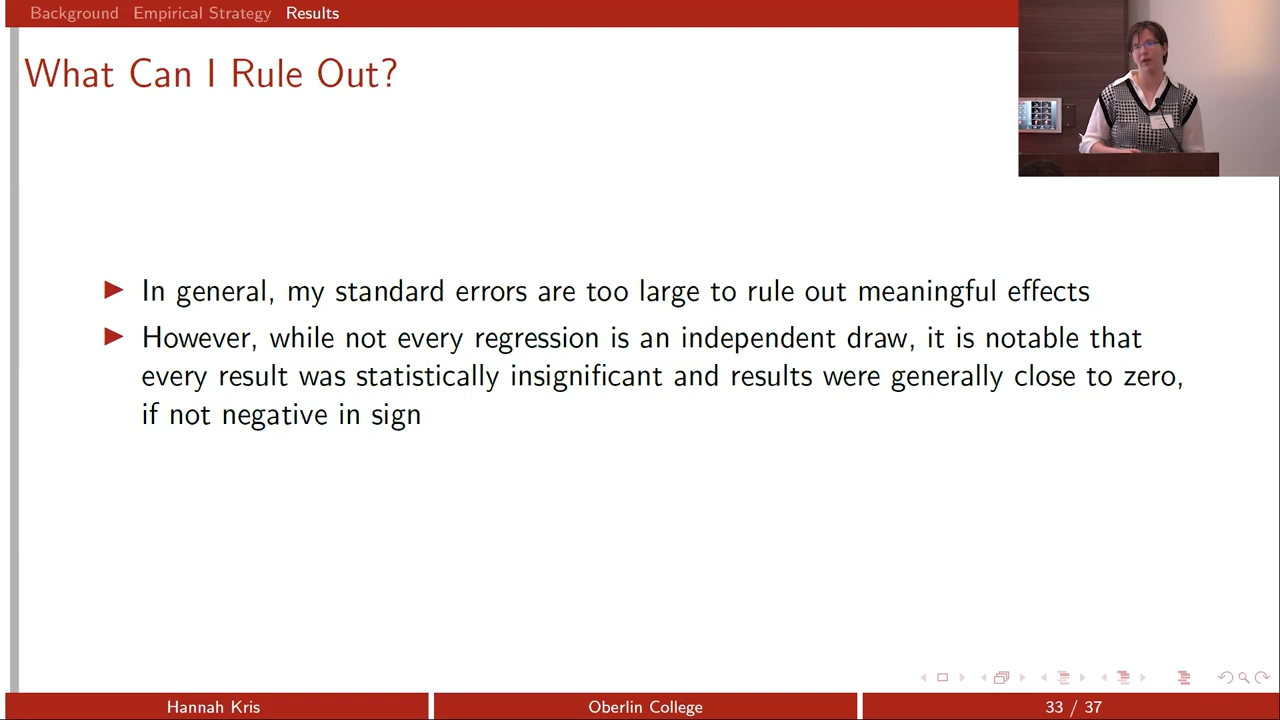 Background Empirical Strategy Results
What Can I Rule Out?
In general, my standard errors are too large to rule out meaningful effects
However, while not every regression is an independent draw, it is notable that
every result was statistically insignificant and results were generally close to zero,
if not negative in sign
Hannah Kris
Oberlin College
33 / 37